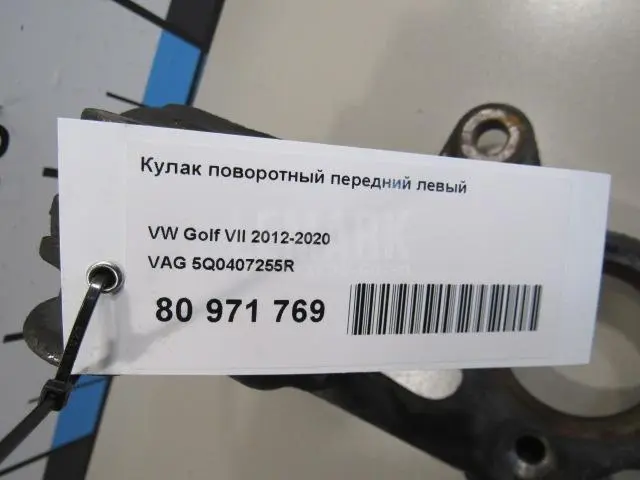 Кулак поворотный передний левый
VW Golf VII 2012-2020
VAG 5Q0407255R
80 971 769